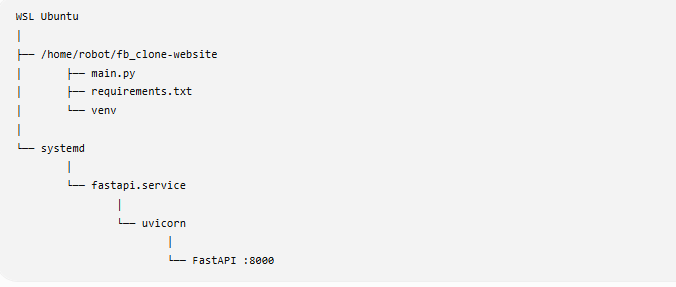 WSL Ubuntu
│
├── /home/robot/fb_clone-website
│       ├── main.py
│       ├── requirements.txt
│       └── venv
│
└── systemd
        │
        └── fastapi.service
                │
                └── uvicorn
                        │
                        └── FastAPI :8000